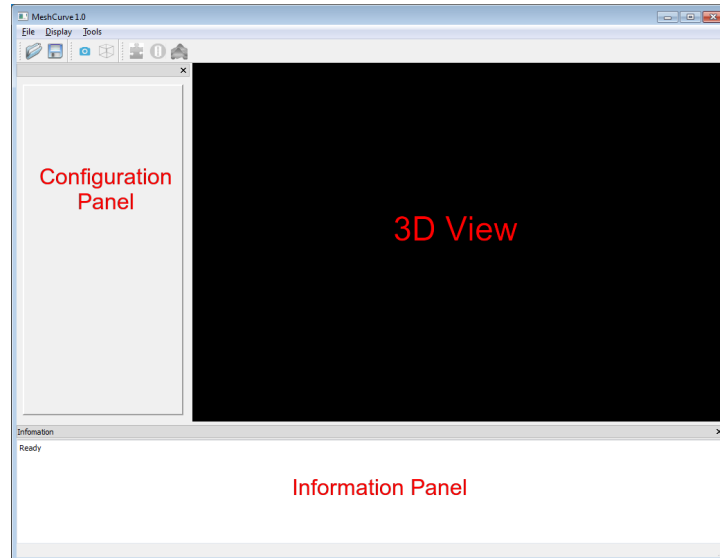 MeshCurve 1.0
File Display Tools
Configuration
Panel
3D View
Infomation
Ready
Information Panel